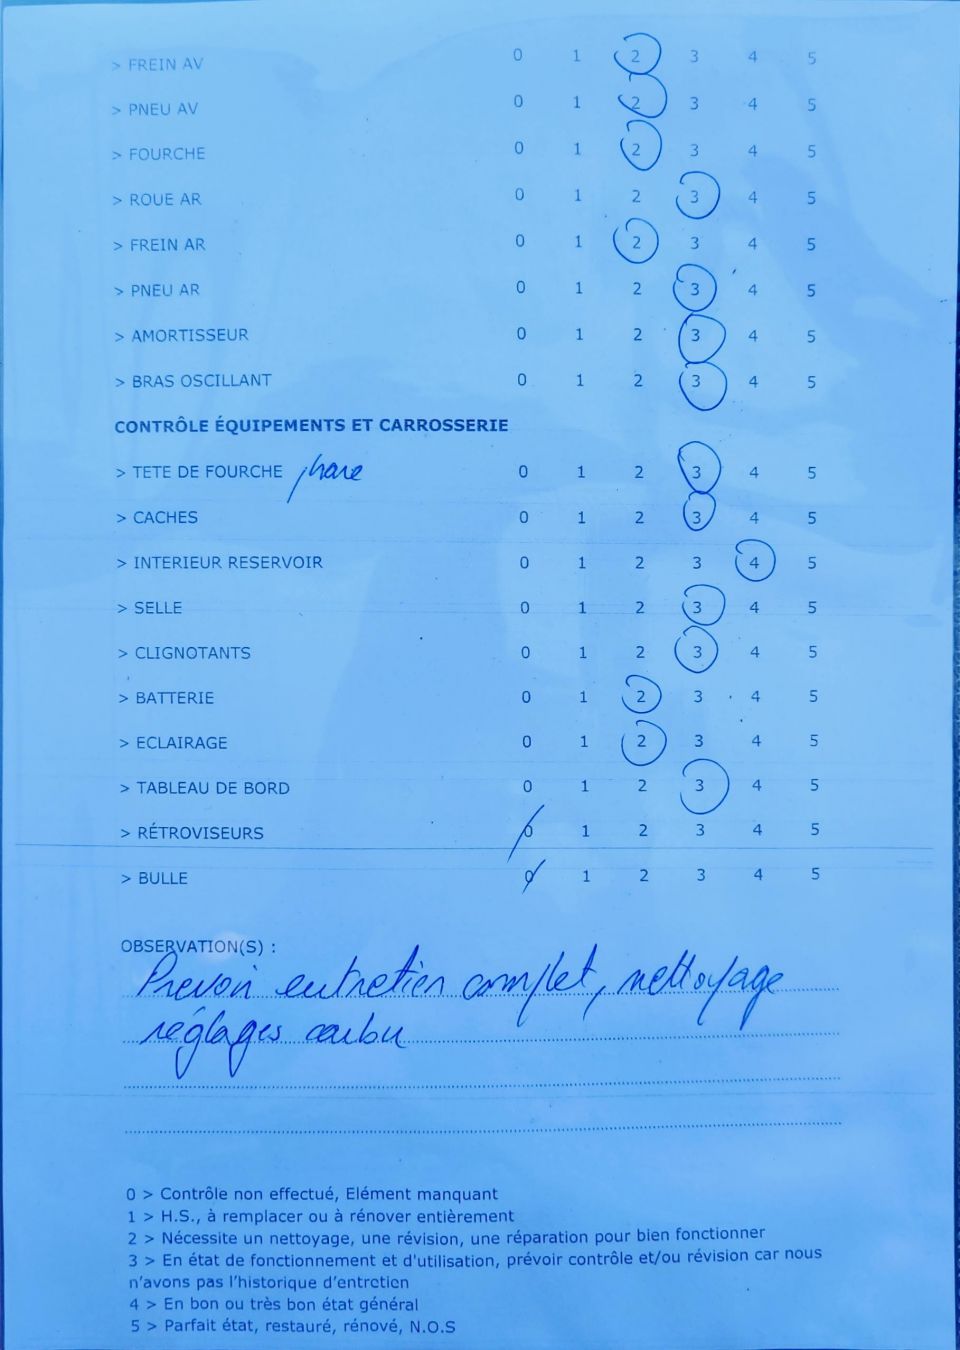 > FREIN AV 0 1 2 3 4 5
> PNEU AV 0 1 2 3 4 5
> FOURCHE 0 1 2 3 4 5
> ROUE AR 0 1 2 3 4 5
> FREIN AR 0 1 2 3 4 5
> PNEU AR 0 1 2 3 4 5
> AMORTISSEUR 0 1 2 3 4 5
> BRAS OSCILLANT 0 1 2 3 4 5
CONTRÔLE ÉQUIPEMENTS ET CARROSSERIE
> TETE DE FOURCHE phare 0 1 2 3 4 5
> CACHES 0 1 2 3 4 5
> INTERIEUR RESERVOIR 0 1 2 3 4 5
> SELLE 0 1 2 3 4 5
> CLIGNOTANTS 0 1 2 3 4 5
> BATTERIE 0 1 2 3 4 5
> ECLAIRAGE 0 1 2 3 4 5
> TABLEAU DE BORD 0 1 2 3 4 5
> RÉTROVISEURS 0 1 2 3 4 5
> BULLE 0 1 2 3 4 5
OBSERVATION(S) :
Prevoir entretien complet, nettoyage
réglages carbu
0 > Contrôle non effectué, Elément manquant
1 > H.S., à remplacer ou à rénover entièrement
2 > Nécessite un nettoyage, une révision, une réparation pour bien fonctionner
3 > En état de fonctionnement et d'utilisation, prévoir contrôle et/ou révision car nous
n'avons pas l'historique d'entretien
4 > En bon ou très bon état général
5 > Parfait état, restauré, rénové, N.O.S